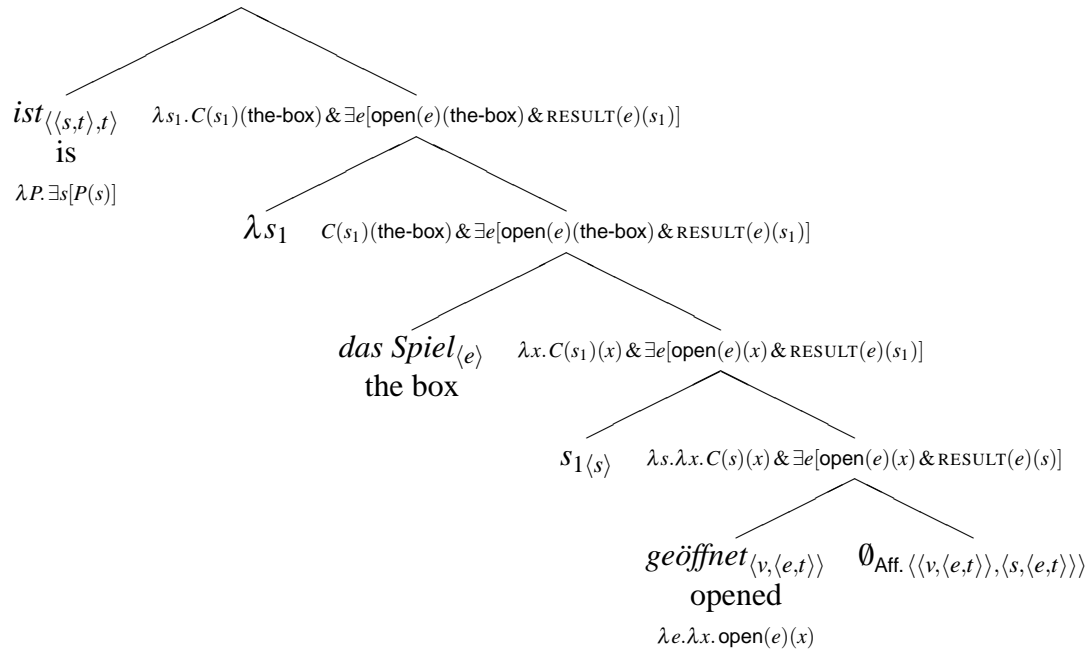 ist⟨⟨s,t⟩,t⟩ λs₁.C(s₁)(the-box) & ∃e[open(e)(the-box) & RESULT(e)(s₁)]
is
λP.∃s[P(s)]
λs₁ C(s₁)(the-box) & ∃e[open(e)(the-box) & RESULT(e)(s₁)]
das Spiel⟨e⟩ λx.C(s₁)(x) & ∃e[open(e)(x) & RESULT(e)(s₁)]
the box
s₁⟨s⟩ λs.λx.C(s)(x) & ∃e[open(e)(x) & RESULT(e)(s)]
geöffnet⟨v,⟨e,t⟩⟩ ∅Aff. ⟨⟨v,⟨e,t⟩⟩,⟨s,⟨e,t⟩⟩⟩
opened
λe.λx.open(e)(x)